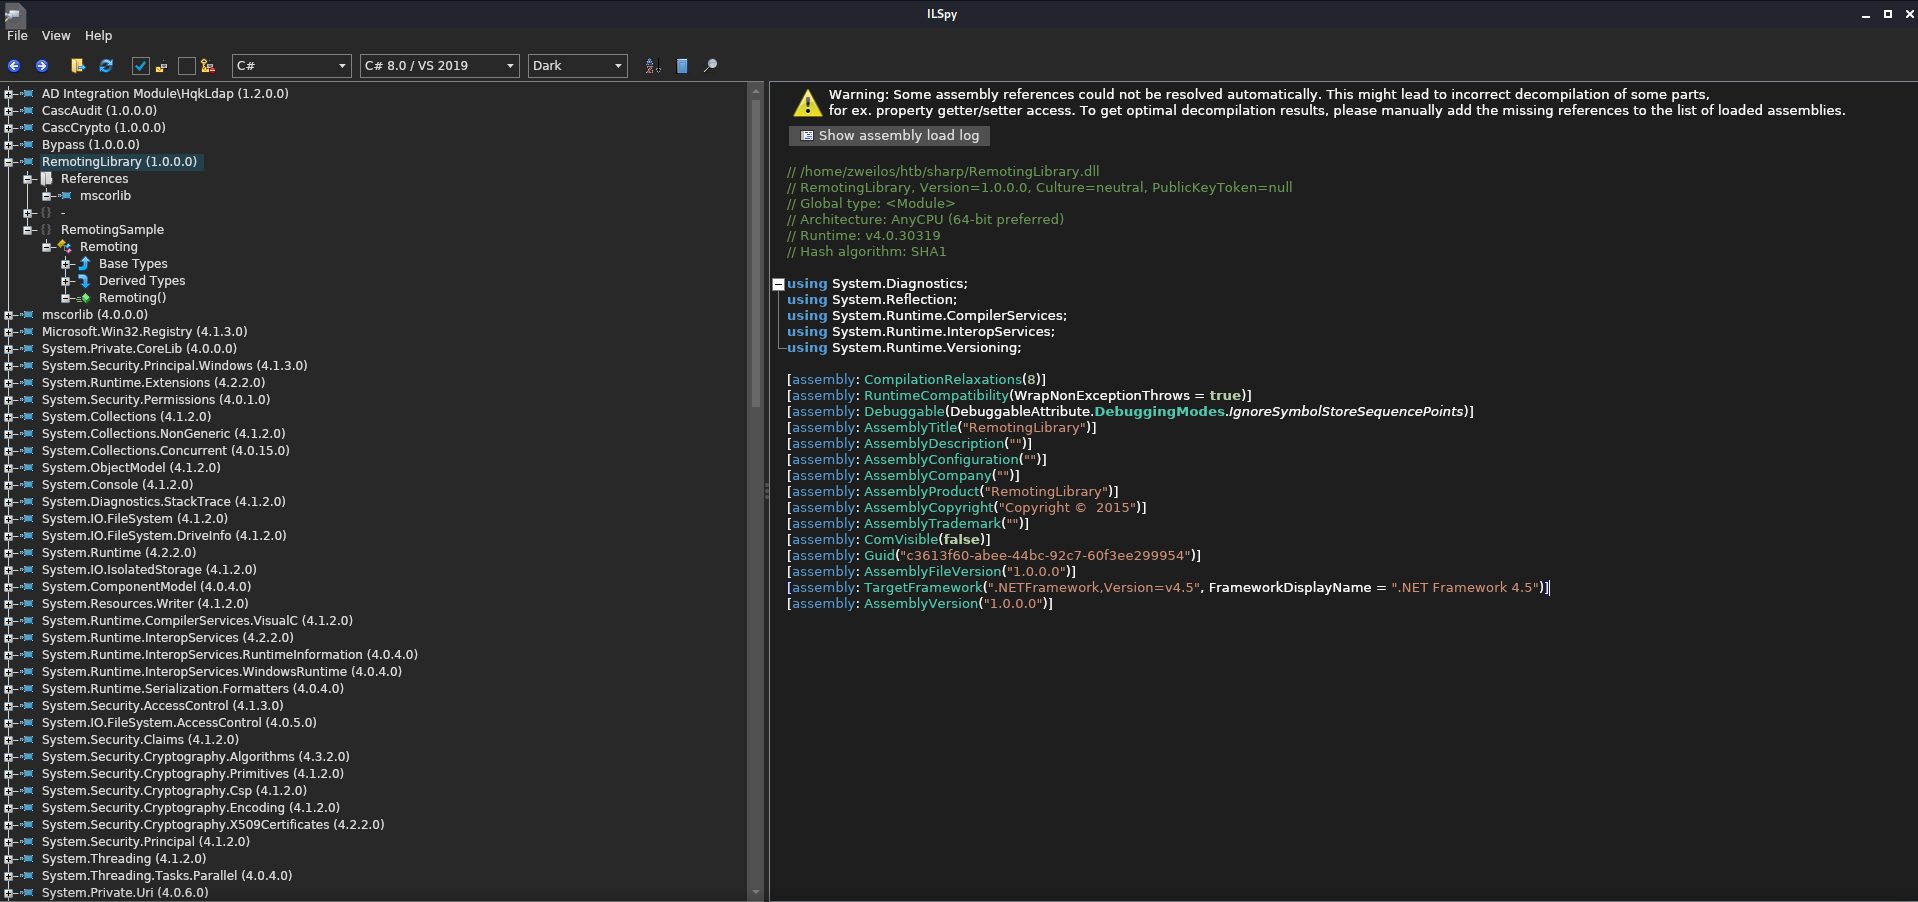 ILSpy
File View Help
C# C# 8.0 / VS 2019 Dark
AD Integration Module\HqkLdap (1.2.0.0)
CascAudit (1.0.0.0)
CascCrypto (1.0.0.0)
Bypass (1.0.0.0)
RemotingLibrary (1.0.0.0)
References
mscorlib
-
RemotingSample
Remoting
Base Types
Derived Types
Remoting()
mscorlib (4.0.0.0)
Microsoft.Win32.Registry (4.1.3.0)
System.Private.CoreLib (4.0.0.0)
System.Security.Principal.Windows (4.1.3.0)
System.Runtime.Extensions (4.2.2.0)
System.Security.Permissions (4.0.1.0)
System.Collections (4.1.2.0)
System.Collections.NonGeneric (4.1.2.0)
System.Collections.Concurrent (4.0.15.0)
System.ObjectModel (4.1.2.0)
System.Console (4.1.2.0)
System.Diagnostics.StackTrace (4.1.2.0)
System.IO.FileSystem (4.1.2.0)
System.IO.FileSystem.DriveInfo (4.1.2.0)
System.Runtime (4.2.2.0)
System.IO.IsolatedStorage (4.1.2.0)
System.ComponentModel (4.0.4.0)
System.Resources.Writer (4.1.2.0)
System.Runtime.CompilerServices.VisualC (4.1.2.0)
System.Runtime.InteropServices (4.2.2.0)
System.Runtime.InteropServices.RuntimeInformation (4.0.4.0)
System.Runtime.InteropServices.WindowsRuntime (4.0.4.0)
System.Runtime.Serialization.Formatters (4.0.4.0)
System.Security.AccessControl (4.1.3.0)
System.IO.FileSystem.AccessControl (4.0.5.0)
System.Security.Claims (4.1.2.0)
System.Security.Cryptography.Algorithms (4.3.2.0)
System.Security.Cryptography.Primitives (4.1.2.0)
System.Security.Cryptography.Csp (4.1.2.0)
System.Security.Cryptography.Encoding (4.1.2.0)
System.Security.Cryptography.X509Certificates (4.2.2.0)
System.Security.Principal (4.1.2.0)
System.Threading (4.1.2.0)
System.Threading.Tasks.Parallel (4.0.4.0)
System.Private.Uri (4.0.6.0)
Warning: Some assembly references could not be resolved automatically. This might lead to incorrect decompilation of some parts,
for ex. property getter/setter access. To get optimal decompilation results, please manually add the missing references to the list of loaded assemblies.
Show assembly load log
// /home/zweilos/htb/sharp/RemotingLibrary.dll
// RemotingLibrary, Version=1.0.0.0, Culture=neutral, PublicKeyToken=null
// Global type: <Module>
// Architecture: AnyCPU (64-bit preferred)
// Runtime: v4.0.30319
// Hash algorithm: SHA1
using System.Diagnostics;
using System.Reflection;
using System.Runtime.CompilerServices;
using System.Runtime.InteropServices;
using System.Runtime.Versioning;
[assembly: CompilationRelaxations(8)]
[assembly: RuntimeCompatibility(WrapNonExceptionThrows = true)]
[assembly: Debuggable(DebuggableAttribute.DebuggingModes.IgnoreSymbolStoreSequencePoints)]
[assembly: AssemblyTitle("RemotingLibrary")]
[assembly: AssemblyDescription("")]
[assembly: AssemblyConfiguration("")]
[assembly: AssemblyCompany("")]
[assembly: AssemblyProduct("RemotingLibrary")]
[assembly: AssemblyCopyright("Copyright ©  2015")]
[assembly: AssemblyTrademark("")]
[assembly: ComVisible(false)]
[assembly: Guid("c3613f60-abee-44bc-92c7-60f3ee299954")]
[assembly: AssemblyFileVersion("1.0.0.0")]
[assembly: TargetFramework(".NETFramework,Version=v4.5", FrameworkDisplayName = ".NET Framework 4.5")]
[assembly: AssemblyVersion("1.0.0.0")]